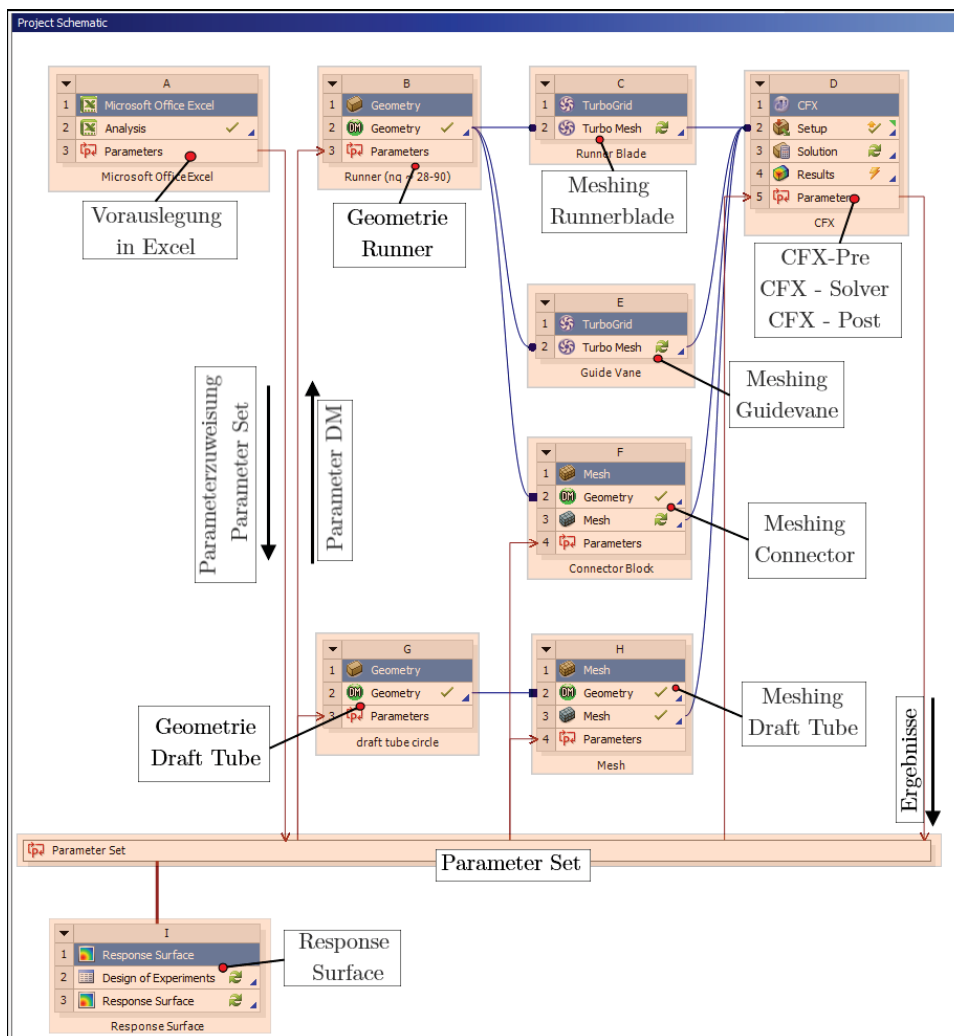 Project Schematic
A
1 Microsoft Office Excel
2 Analysis
3 Parameters
Microsoft Office Excel
Vorauslegung
in Excel
B
1 Geometry
2 Geometry
3 Parameters
Runner (nq ~ 28-90)
Geometrie
Runner
C
1 TurboGrid
2 Turbo Mesh
Runner Blade
Meshing
Runnerblade
D
1 CFX
2 Setup
3 Solution
4 Results
5 Parameters
CFX
CFX-Pre
CFX - Solver
CFX - Post
E
1 TurboGrid
2 Turbo Mesh
Guide Vane
Meshing
Guidevane
Parameterzuweisung
Parameter Set
Parameter DM
F
1 Mesh
2 Geometry
3 Mesh
4 Parameters
Connector Block
Meshing
Connector
G
1 Geometry
2 Geometry
3 Parameters
draft tube circle
Geometrie
Draft Tube
H
1 Mesh
2 Geometry
3 Mesh
4 Parameters
Mesh
Meshing
Draft Tube
Ergebnisse
Parameter Set
Parameter Set
I
1 Response Surface
2 Design of Experiments
3 Response Surface
Response Surface
Response
Surface